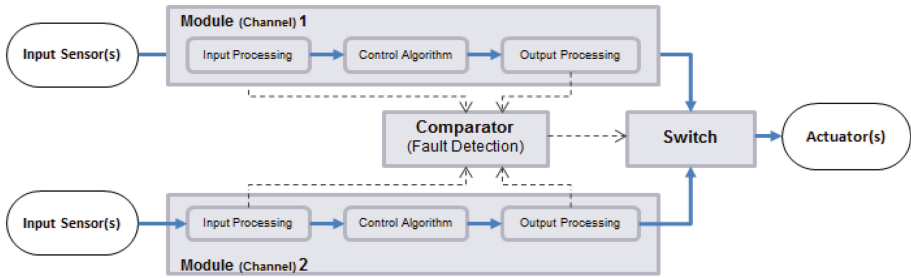 Module (Channel) 1
Input Sensor(s)
Input Processing
Control Algorithm
Output Processing
Comparator
(Fault Detection)
Switch
Actuator(s)
Input Sensor(s)
Input Processing
Control Algorithm
Output Processing
Module (Channel) 2